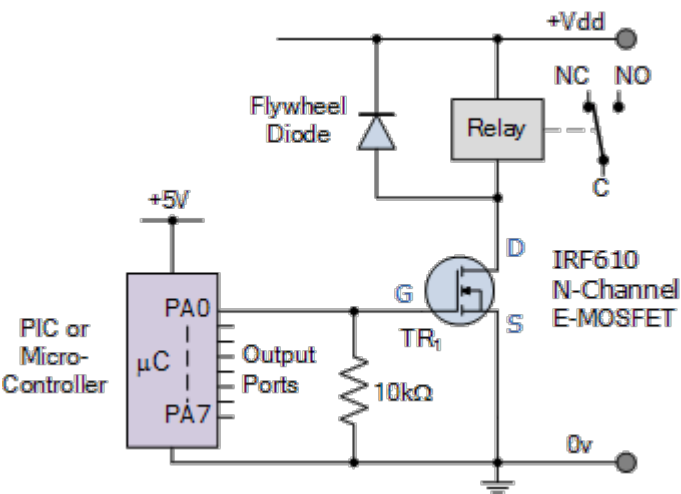 +Vdd
NC NO
Flywheel
Diode
Relay
C
+5V
D
IRF610
N-Channel
E-MOSFET
G
S
TR1
PA0
PIC or
Micro-
Controller
µC
Output
Ports
10kΩ
PA7
0v